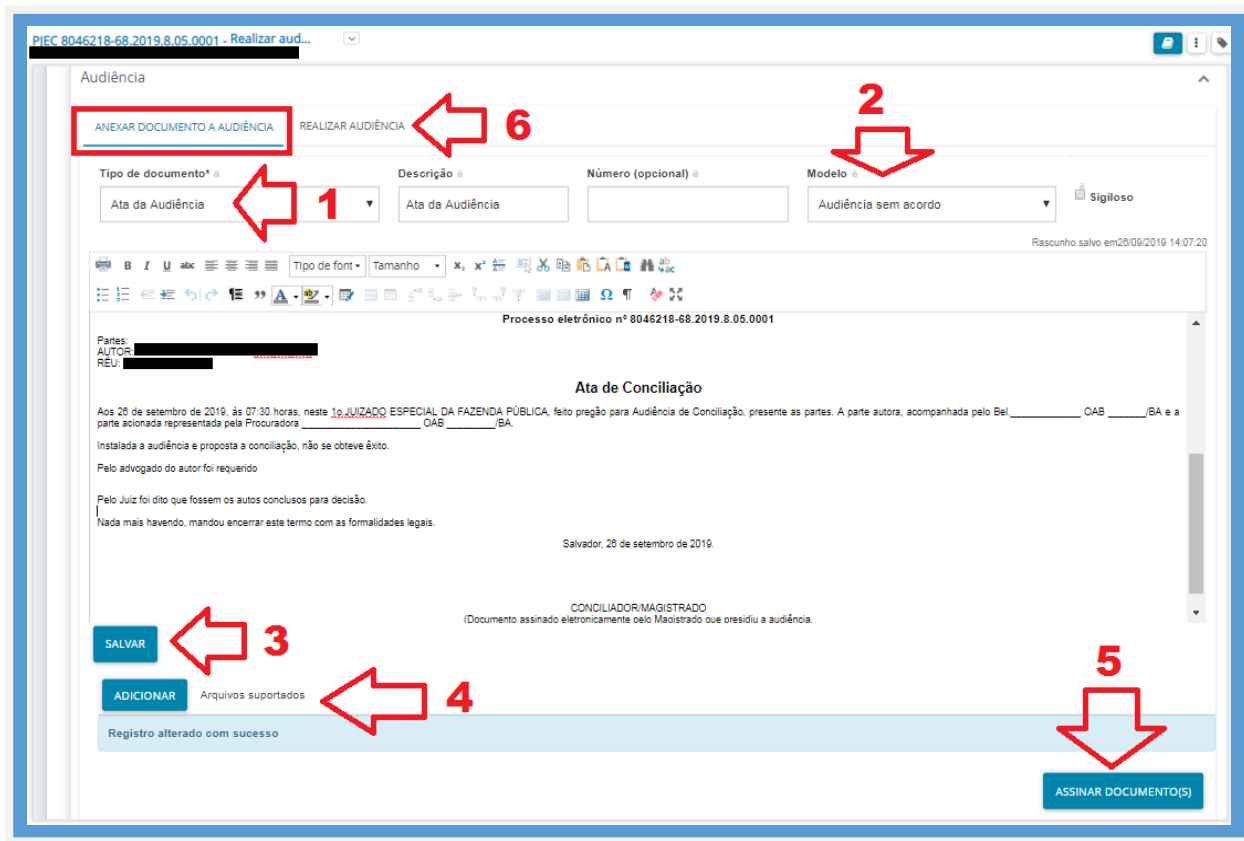 PJEC 8046218-68.2019.8.05.0001 - Realizar aud...
Audiência
2
ANEXAR DOCUMENTO A AUDIÊNCIA REALIZAR AUDIÊNCIA 6
Tipo de documento* Descrição Número (opcional) Modelo
Ata da Audiência 1 Ata da Audiência Audiência sem acordo Sigiloso
Rascunho salvo em26/09/2019 14:07:20
B I U abc Tipo de font Tamanho x₂ x²
Ω ¶
Processo eletrônico nº 8046218-68.2019.8.05.0001
Partes:
AUTOR:
RÉU:
Ata de Conciliação
Aos 26 de setembro de 2019, às 07:30 horas, neste 1o.JUIZADO ESPECIAL DA FAZENDA PÚBLICA, feito pregão para Audiência de Conciliação, presente as partes. A parte autora, acompanhada pelo Bel.____________ OAB ______/BA e a
parte acionada representada pela Procuradora ____________________ OAB ________/BA.
Instalada a audiência e proposta a conciliação, não se obteve êxito.
Pelo advogado do autor foi requerido
Pelo Juiz foi dito que fossem os autos conclusos para decisão.
Nada mais havendo, mandou encerrar este termo com as formalidades legais.
Salvador, 26 de setembro de 2019.
CONCILIADOR/MAGISTRADO
(Documento assinado eletronicamente pelo Magistrado que presidiu a audiência.
SALVAR 3
5
ADICIONAR Arquivos suportados 4
Registro alterado com sucesso
ASSINAR DOCUMENTO(S)